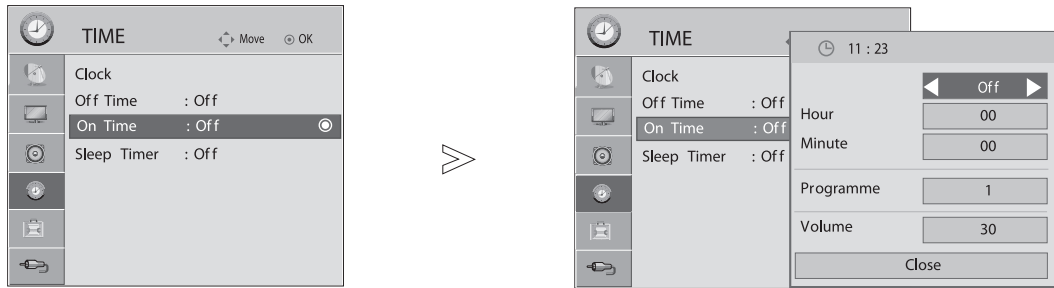 TIME
Move OK
Clock
Off Time : Off
On Time : Off
Sleep Timer : Off
TIME
Clock
Off Time : Off
On Time : Off
Sleep Timer : Off
11 : 23
Off
Hour 00
Minute 00
Programme 1
Volume 30
Close